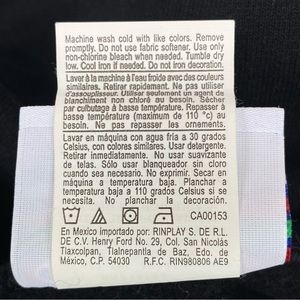 Machine wash cold with like colors. Remove
promptly. Do not use fabric softener. Use only
non-chlorine bleach when needed. Tumble dry
low. Cool Iron if needed. Do not iron decoration.
Laver à la machine à l'eau froide avec des couleurs
similaires. Retirer rapidement. Ne pas utiliser
d'assouplisseur. Utiliser seulement un agent de
blanchiment non chloré au besoin. Séchage par
culbutage à basse température. Repasser à
basse température (maximum de 110 °c) au
besoin. Ne pas repasser les ornements.
Lavar en máquina con agua fria a 30 grados
Celsius, con colores similares. Usar detergente.
Retirar inmediatamente. No usar suavizante
de telas. Sólo usar blanqueador sin cloro
cuando sea necesario. No exprimir. Secar en
máquina a temperatura baja. Planchar a
temperatura baja a 110 grados Celsius si se
necesita. No planchar las decoraciones.
CA00153
En Mexico importado por: RINPLAY S. DE R.L.
DE C.V. Henry Ford No. 29, Col. San Nicolás
Tlaxcolpan, Tlalnepantla de Baz, Edo. de
México, C.P. 54030 R.F.C. RIN980806 AE9